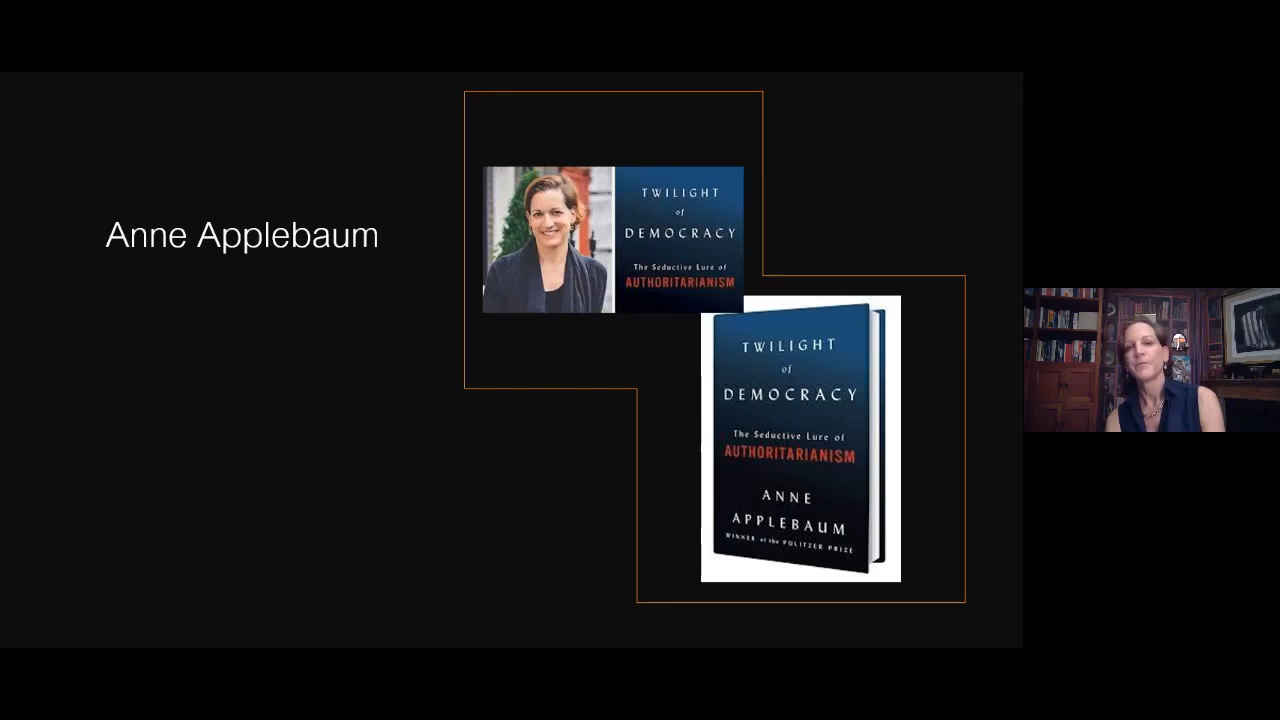 Anne Applebaum
TWILIGHT
of
DEMOCRACY
The Seductive Lure of
AUTHORITARIANISM
TWILIGHT
of
DEMOCRACY
The Seductive Lure of
AUTHORITARIANISM
ANNE
APPLEBAUM
WINNER of the PULITZER PRIZE